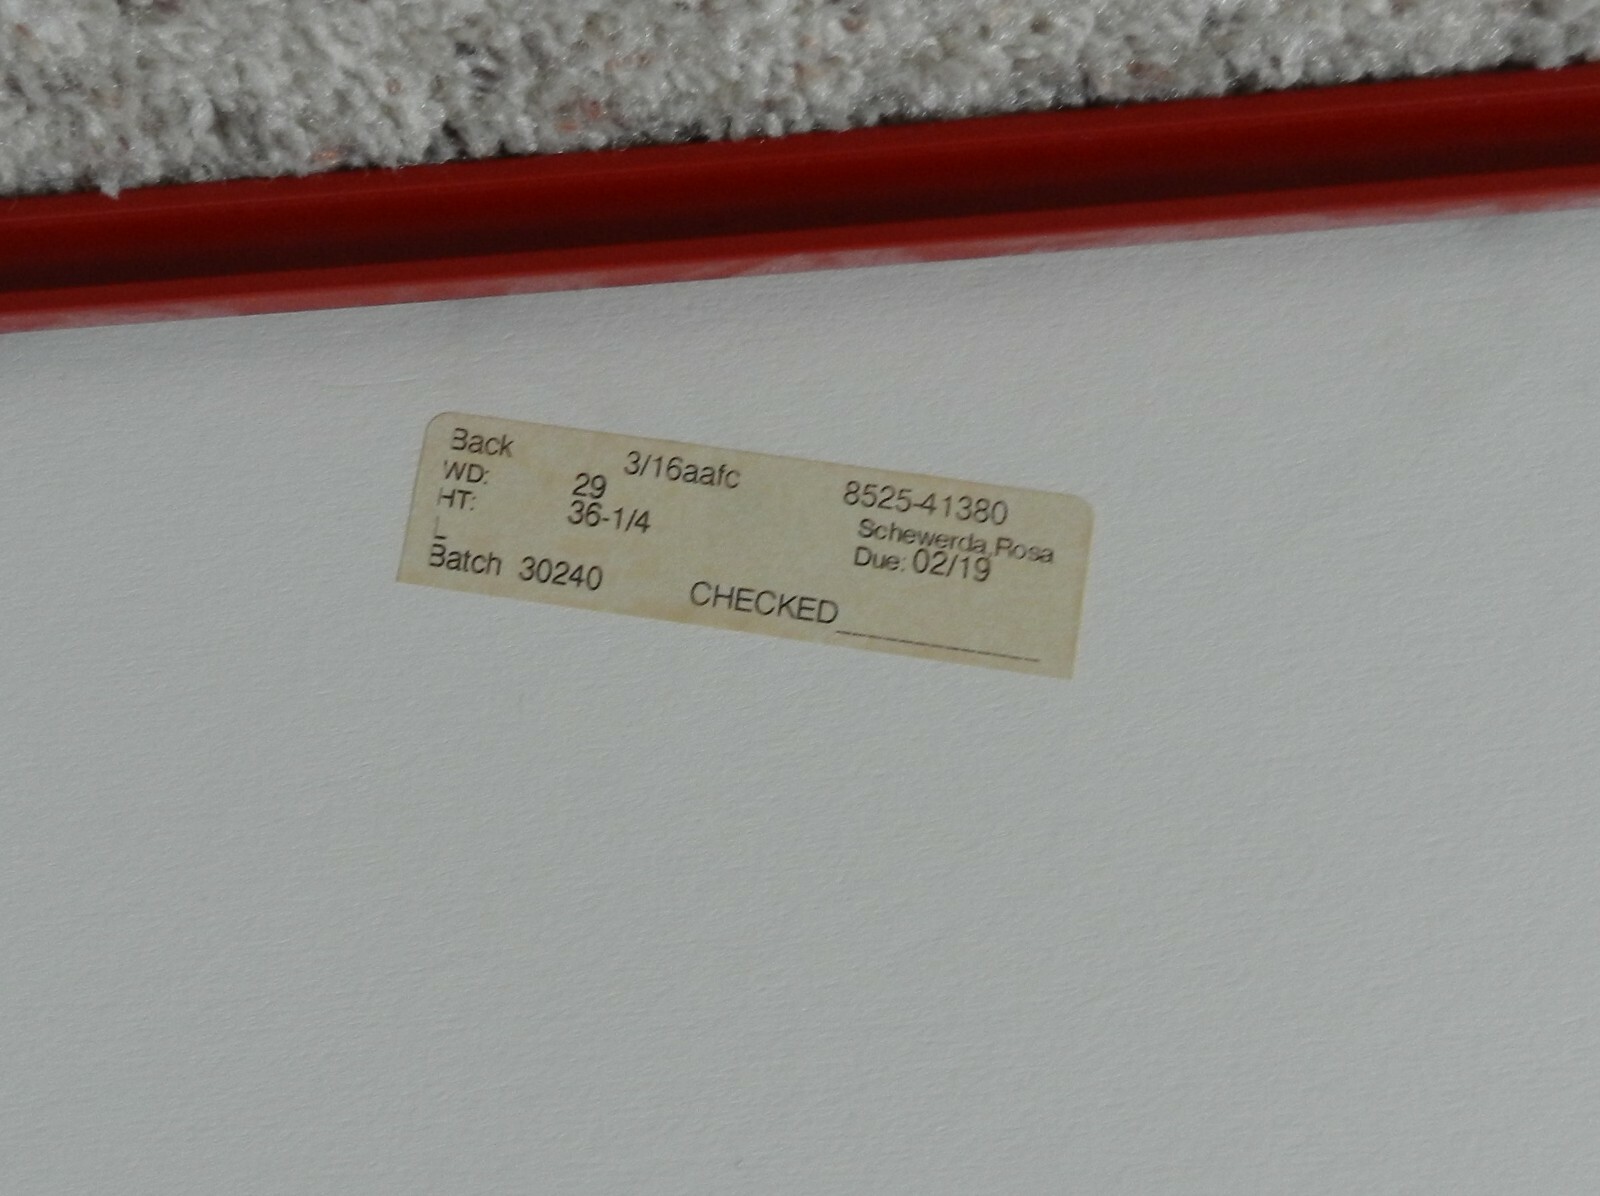 Back 3/16aafc 8525-41380
WD: 29 Schewerda,Rosa
HT: 36-1/4 Due: 02/19
L
Batch 30240 CHECKED